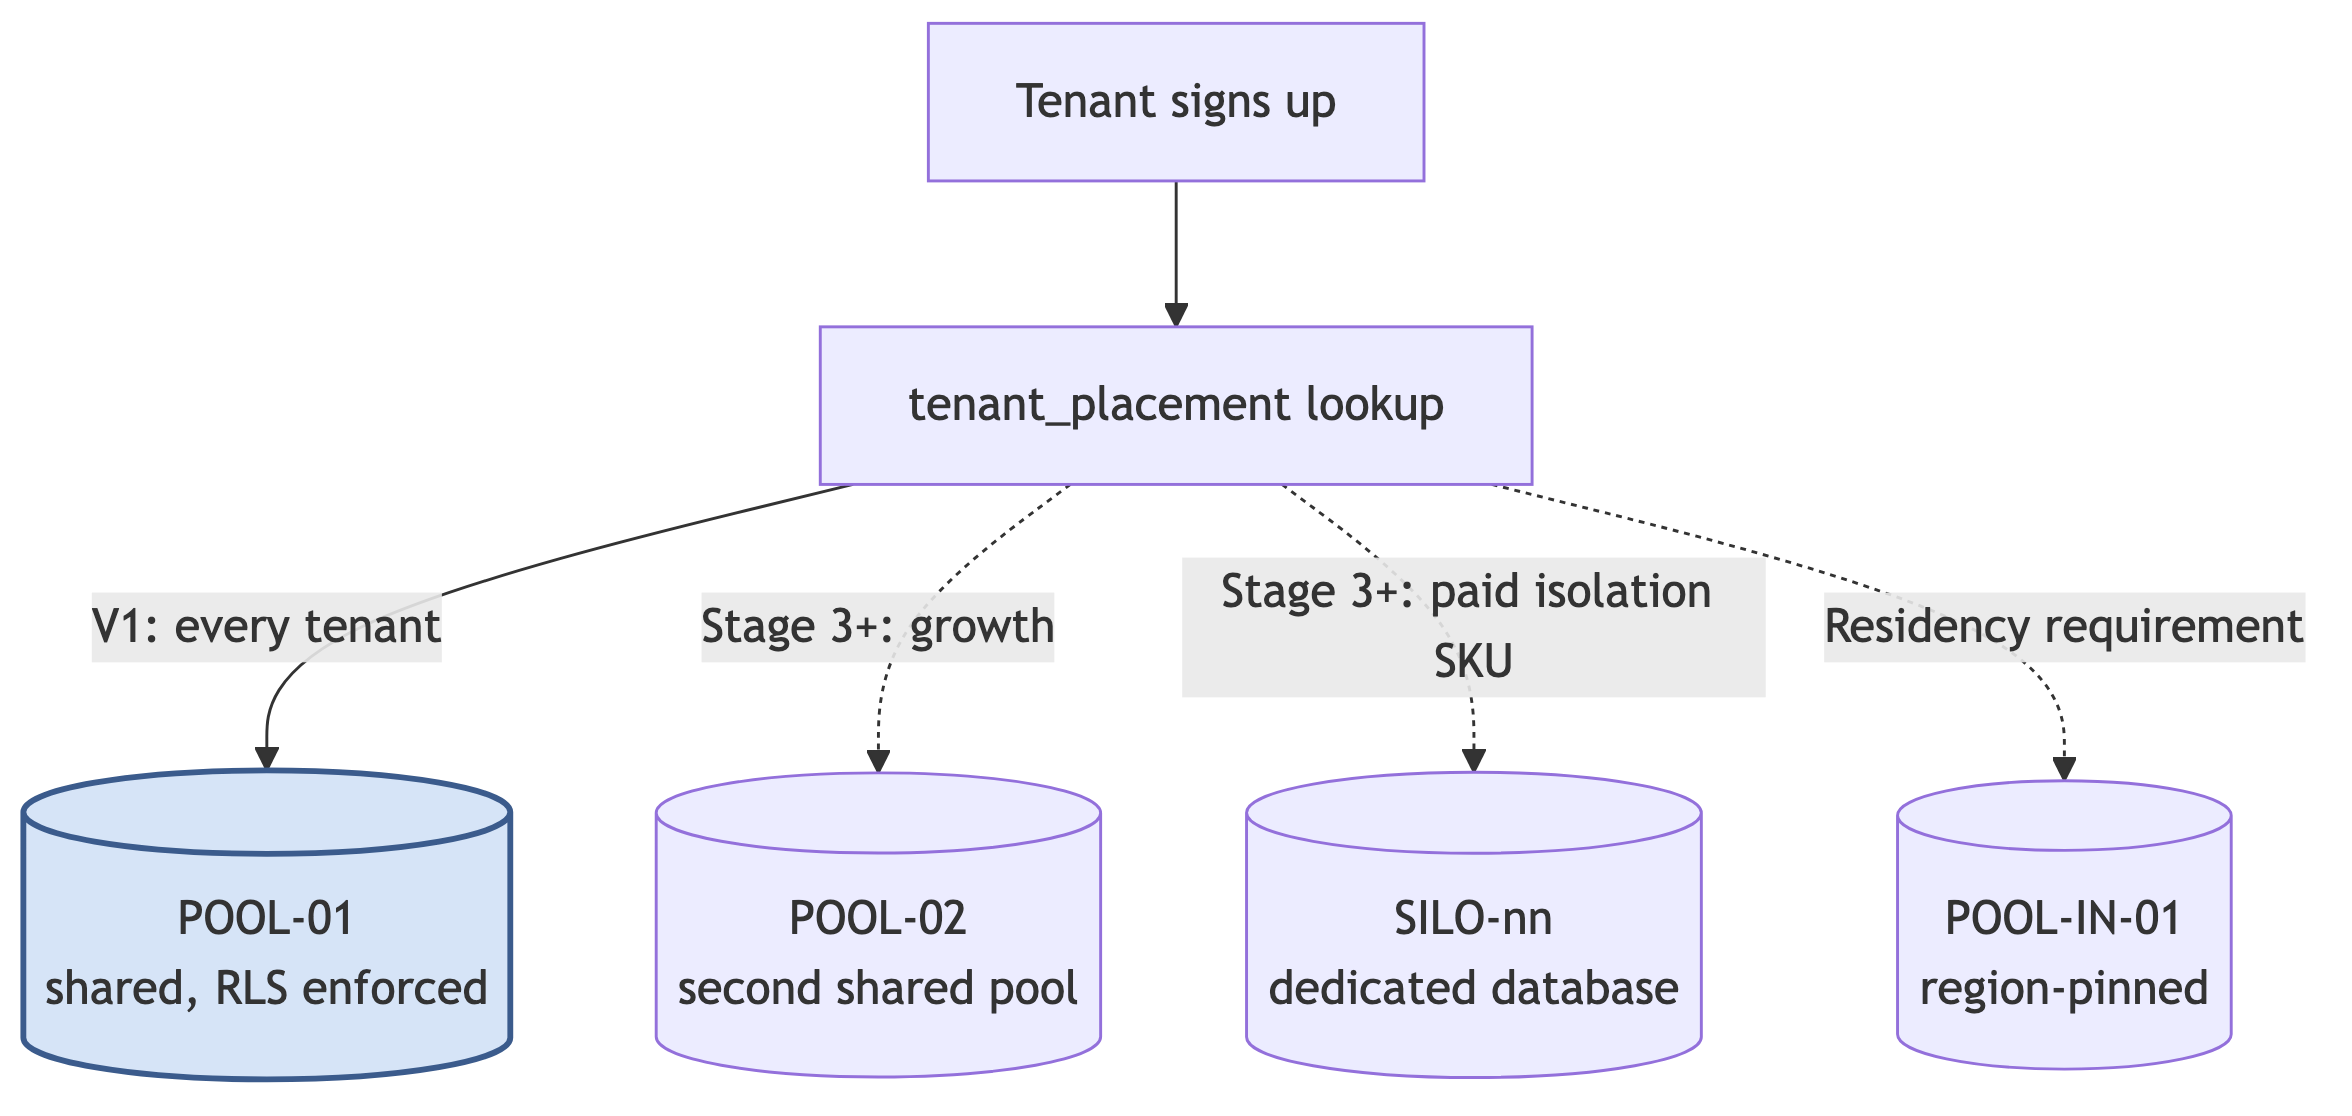 Tenant signs up
tenant_placement lookup
V1: every tenant
Stage 3+: growth
Stage 3+: paid isolation
SKU
Residency requirement
POOL-01
shared, RLS enforced
POOL-02
second shared pool
SILO-nn
dedicated database
POOL-IN-01
region-pinned